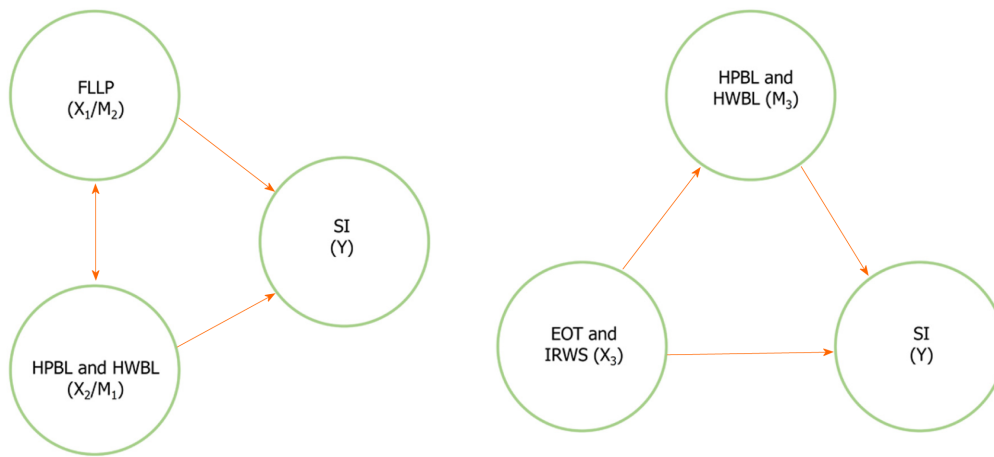 FLLP
(X₁/M₂)
SI
(Y)
HPBL and HWBL
(X₂/M₁)
HPBL and
HWBL (M₃)
EOT and
IRWS (X₃)
SI
(Y)